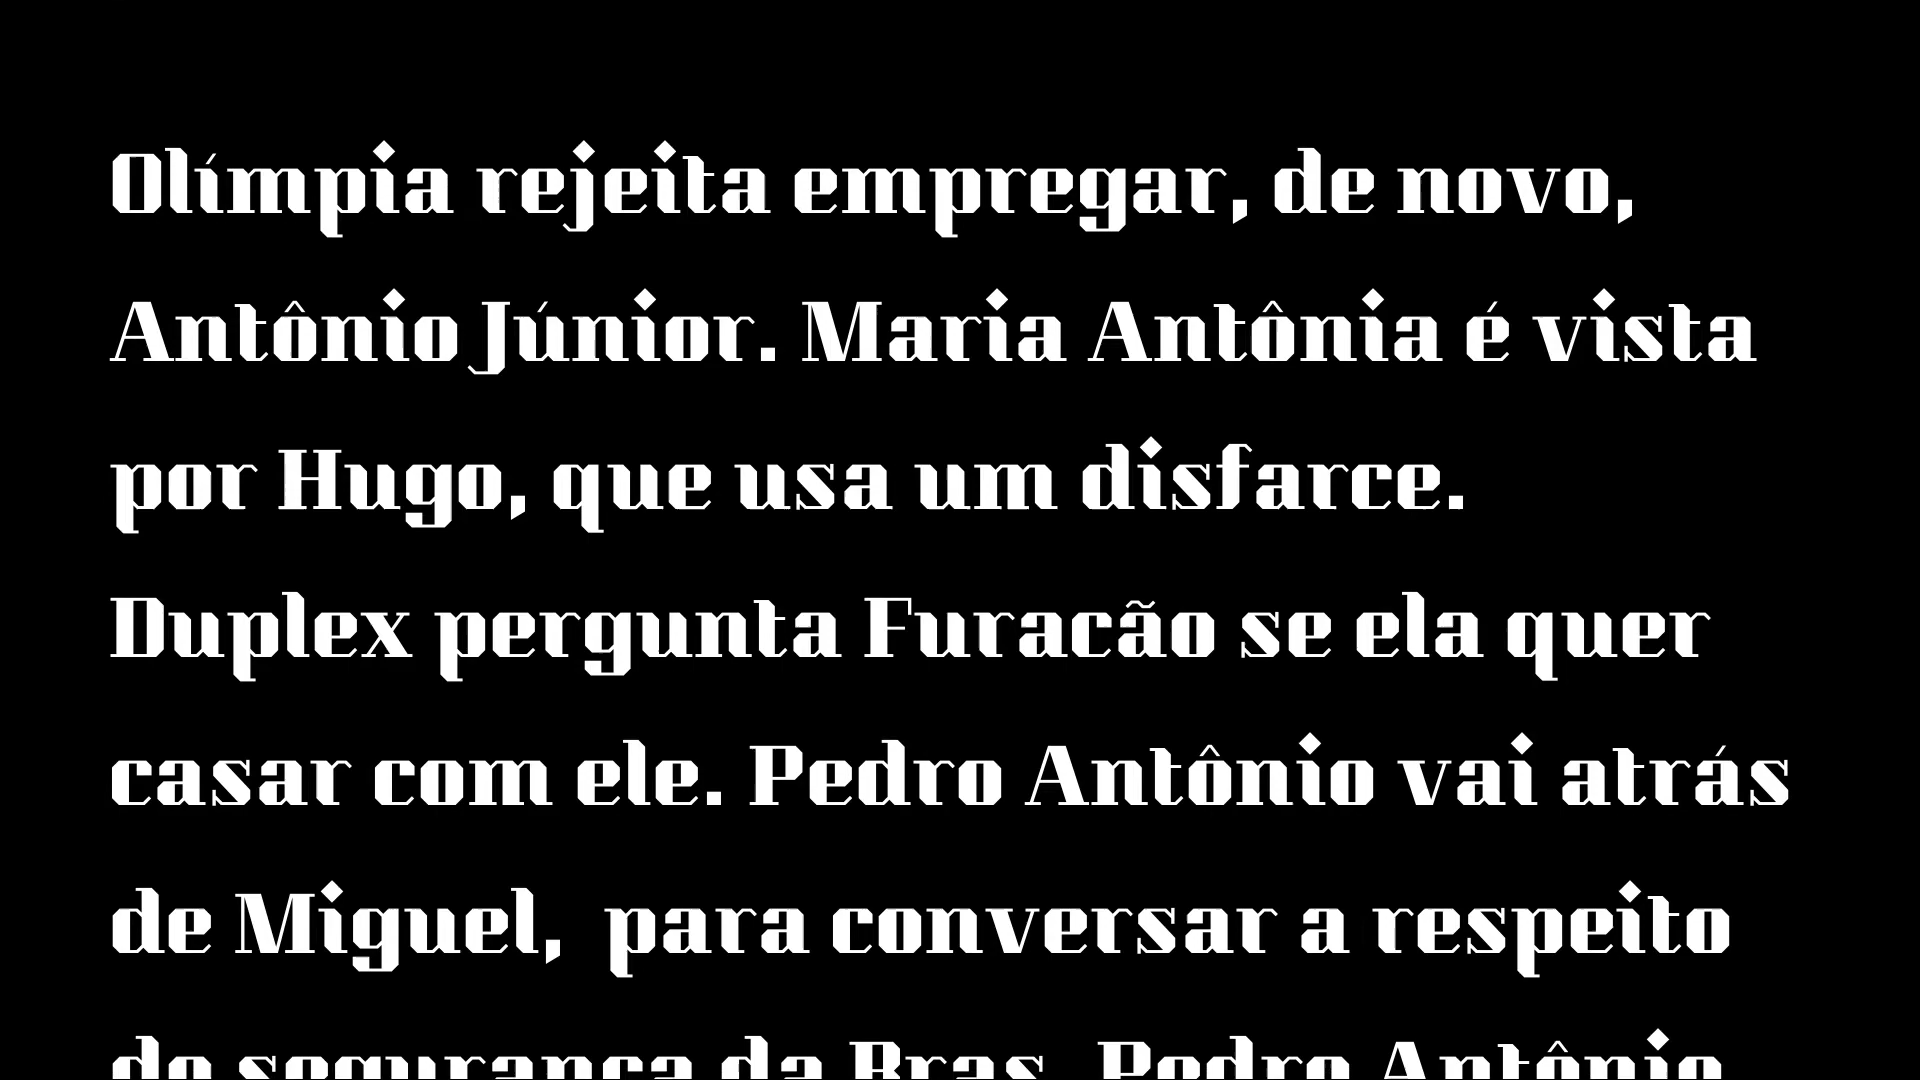 Olímpia rejeita empregar, de novo,
Antônio Júnior. Maria Antônia é vista
por Hugo, que usa um disfarce.
Duplex pergunta Furacão se ela quer
casar com ele. Pedro Antônio vai atrás
de Miguel,  para conversar a respeito
do segurança da Bras. Pedro Antônio